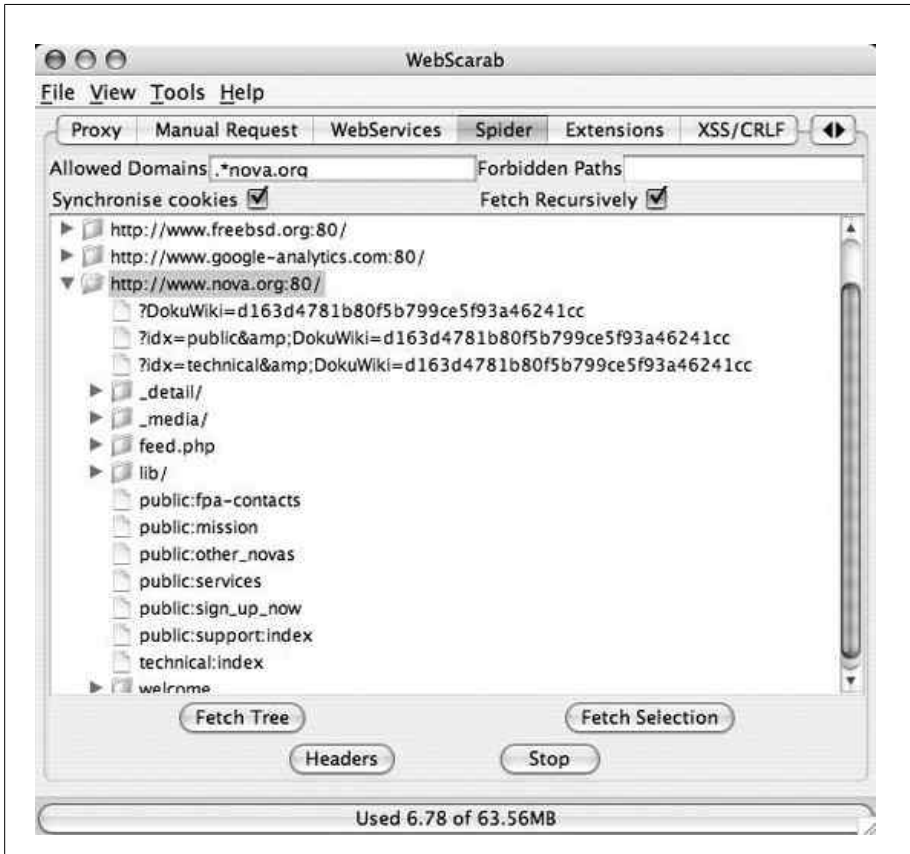 WebScarab
File View Tools Help
Proxy Manual Request WebServices Spider Extensions XSS/CRLF
Allowed Domains .*nova.org Forbidden Paths
Synchronise cookies Fetch Recursively
http://www.freebsd.org:80/
http://www.google-analytics.com:80/
http://www.nova.org:80/
?DokuWiki=d163d4781b80f5b799ce5f93a46241cc
?idx=public&amp;DokuWiki=d163d4781b80f5b799ce5f93a46241cc
?idx=technical&amp;DokuWiki=d163d4781b80f5b799ce5f93a46241cc
_detail/
_media/
feed.php
lib/
public:fpa-contacts
public:mission
public:other_novas
public:services
public:sign_up_now
public:support:index
technical:index
welcome
Fetch Tree Fetch Selection
Headers Stop
Used 6.78 of 63.56MB